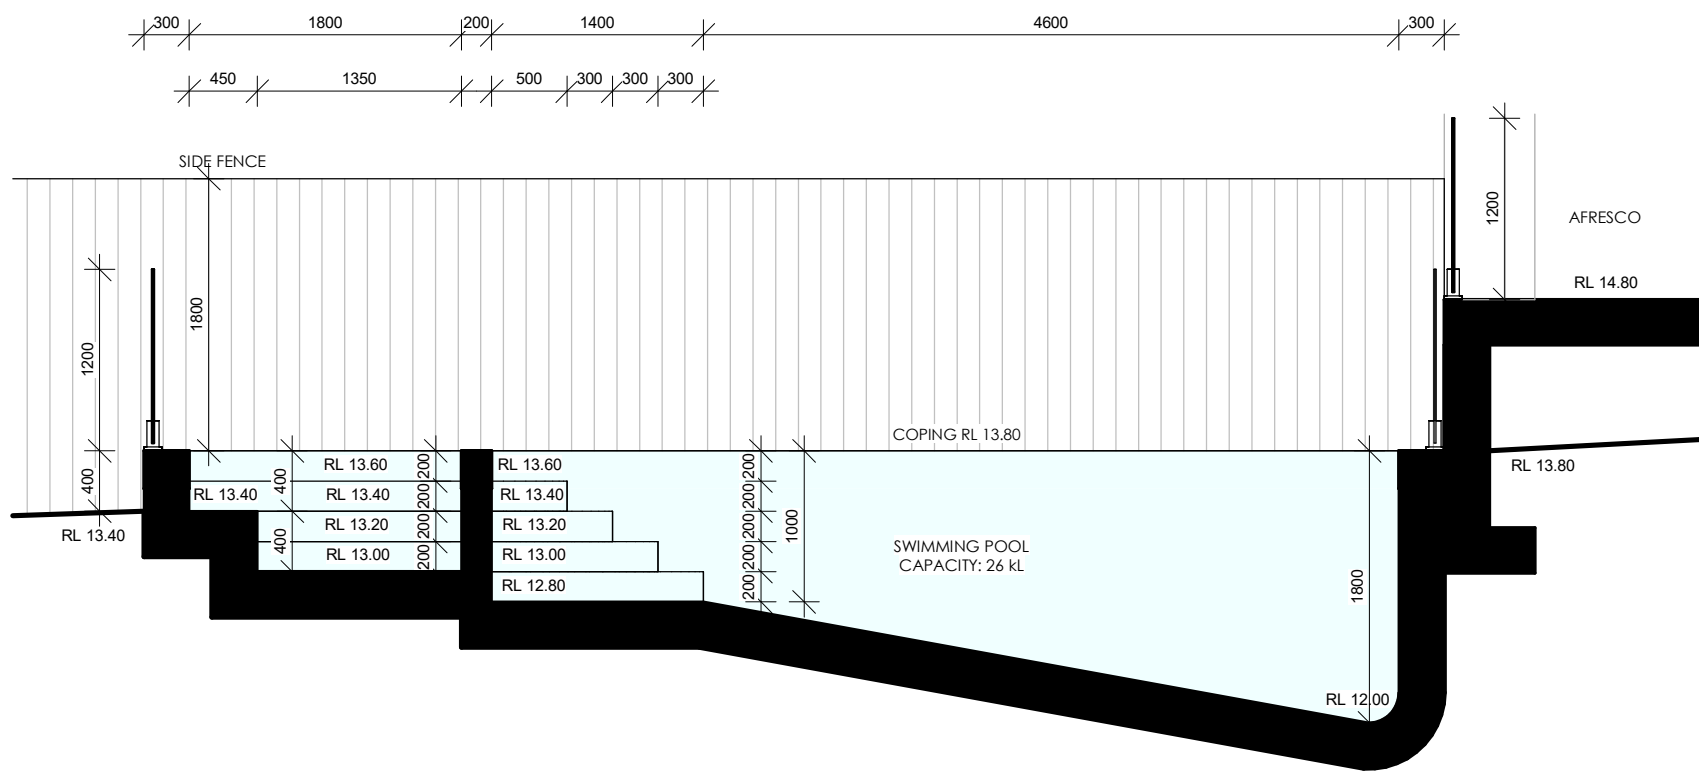 300 1800 200 1400 4600 300
450 1350 500 300 300 300
SIDE FENCE
1200
AFRESCO
RL 14.80
1800
1200
COPING RL 13.80
400
RL 13.60 200 RL 13.60 200
RL 13.40 400 RL 13.40 200 RL 13.40 200
RL 13.80
RL 13.40
RL 13.20 200 RL 13.20 200 1000
400 RL 13.00 200 RL 13.00 200
SWIMMING POOL
CAPACITY: 26 kL
RL 12.80 200
1800
RL 12.00